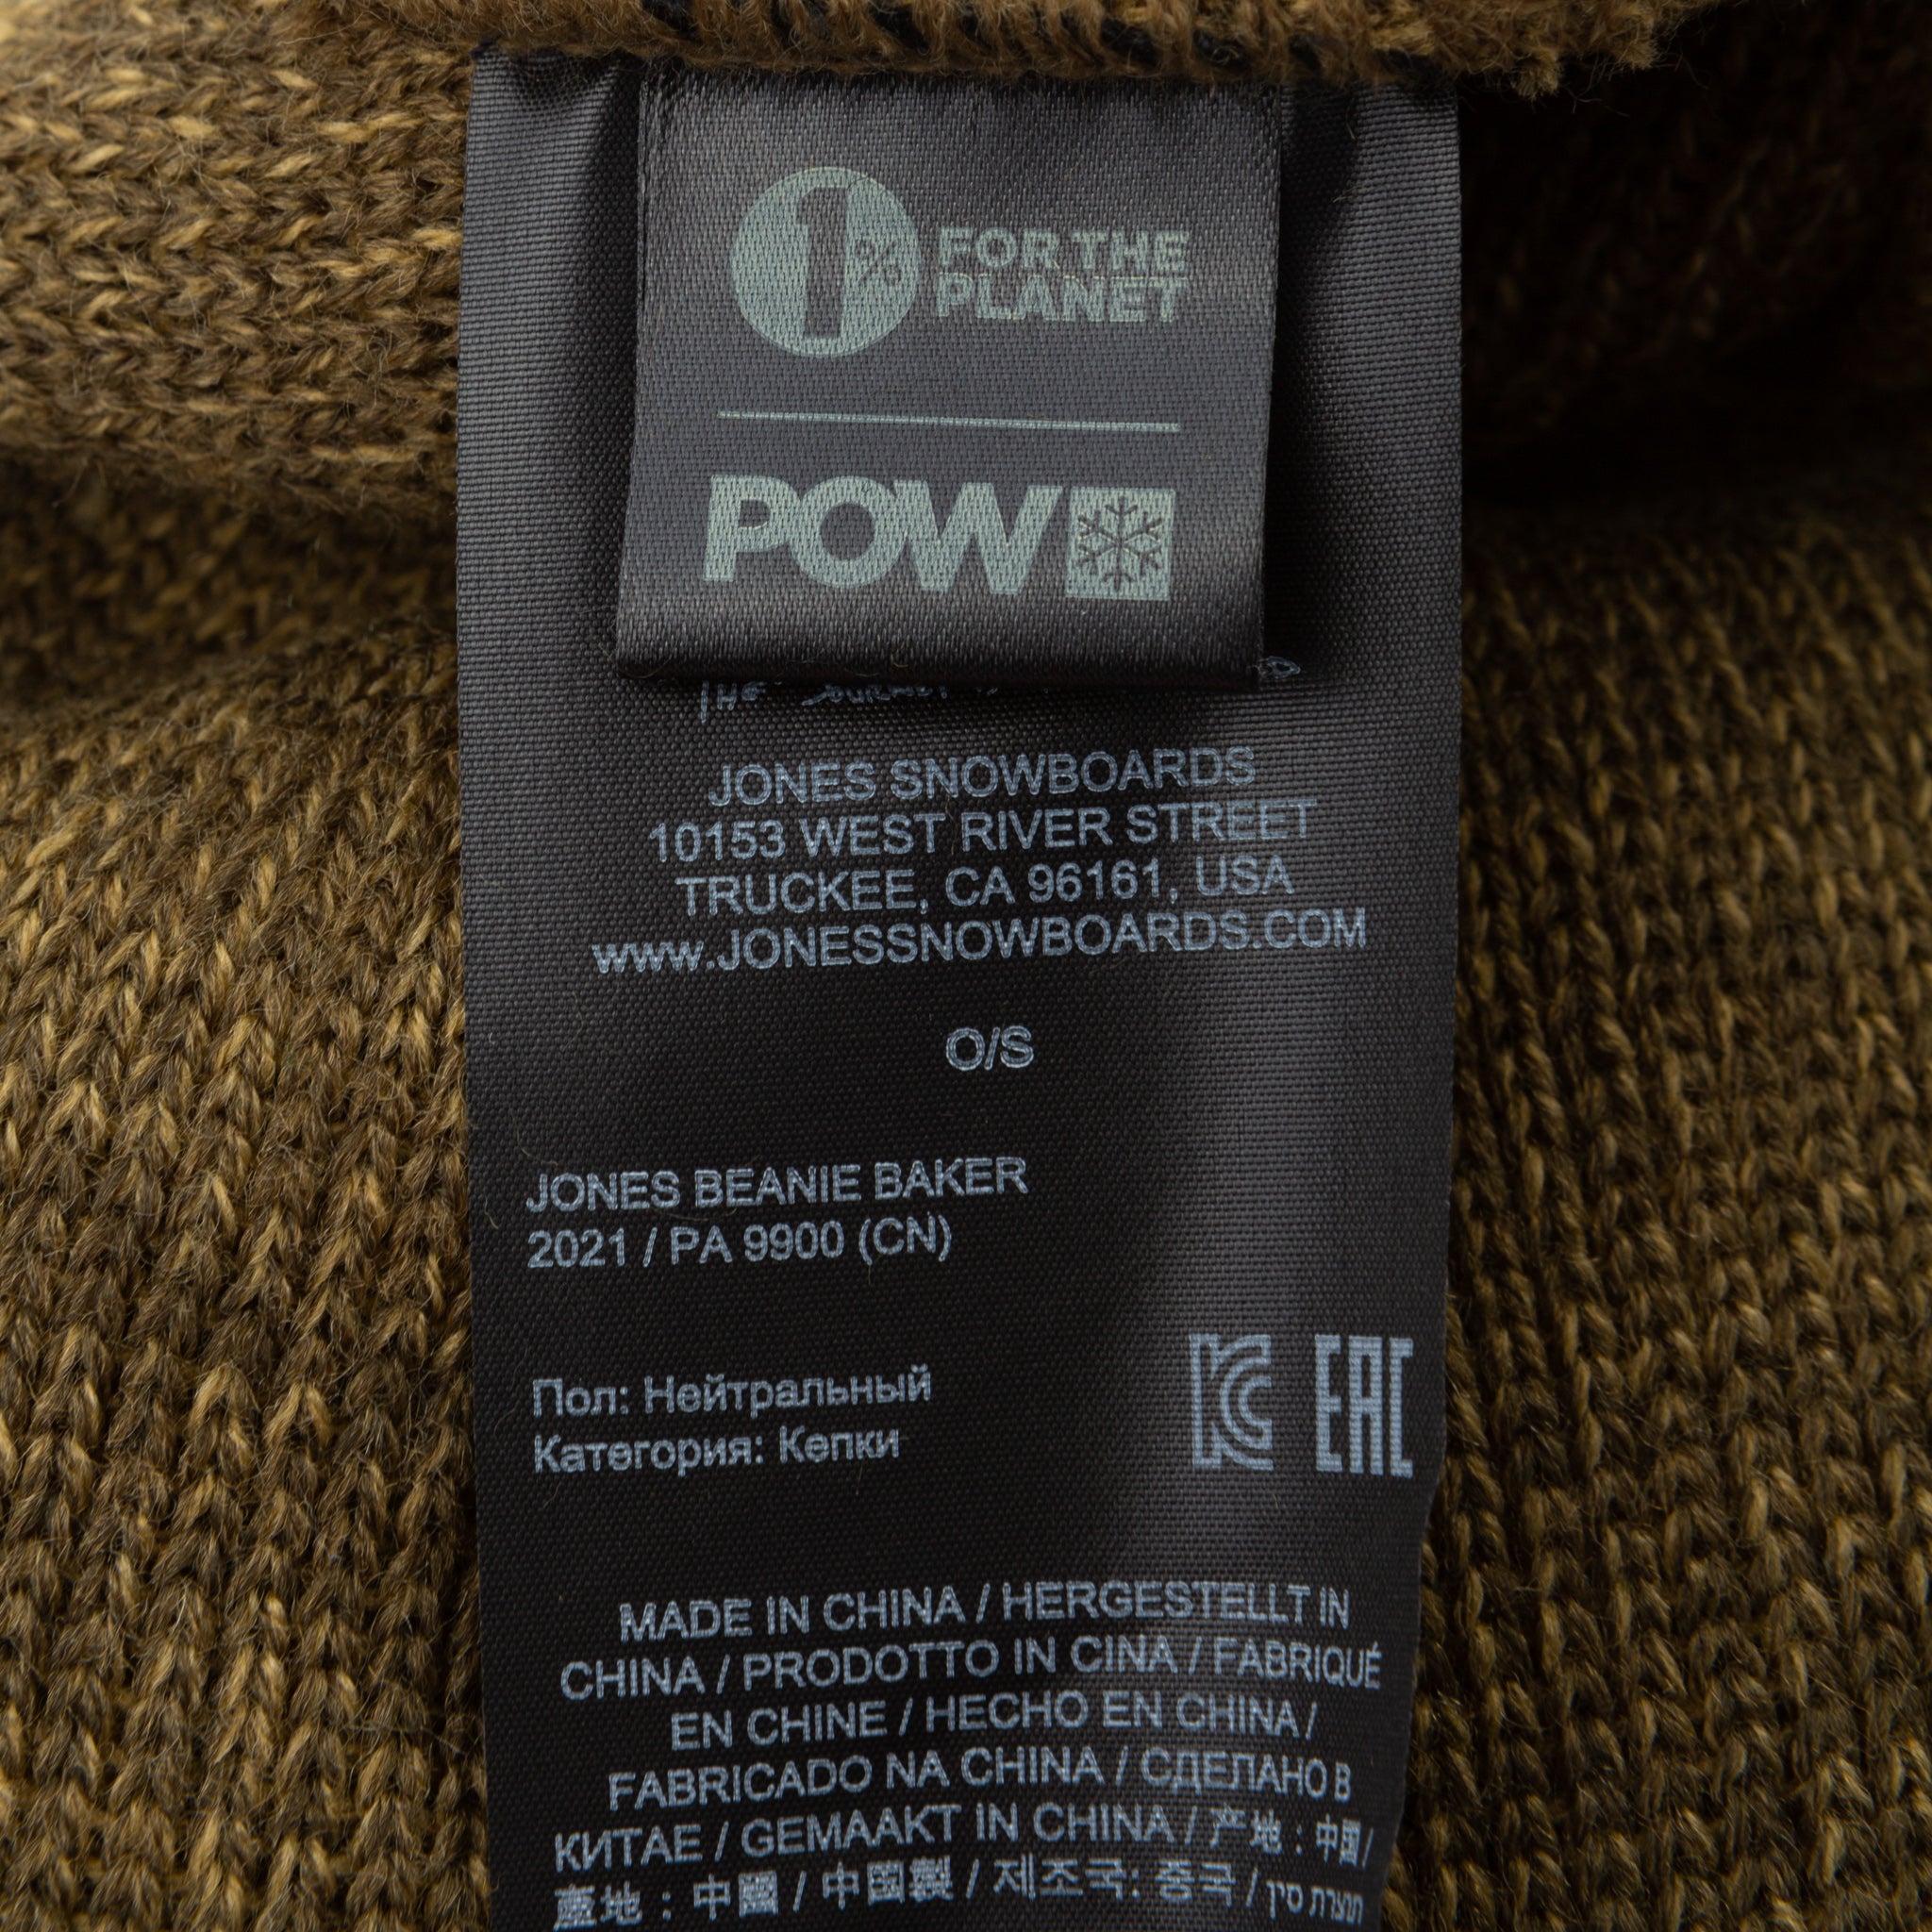 1% FOR THE
PLANET
POW
JONES SNOWBOARDS
10153 WEST RIVER STREET
TRUCKEE, CA 96161, USA
www.JONESSNOWBOARDS.COM
O/S
JONES BEANIE BAKER
2021 / PA 9900 (CN)
Пол: Нейтральный
Категория: Кепки
EAC
MADE IN CHINA / HERGESTELLT IN
CHINA / PRODOTTO IN CINA / FABRIQUÉ
EN CHINE / HECHO EN CHINA /
FABRICADO NA CHINA / СДЕЛАНО В
КИТАЕ / GEMAAKT IN CHINA / 产地 : 中国 /
產地 : 中國 / 中国製 / 제조국: 중국 /